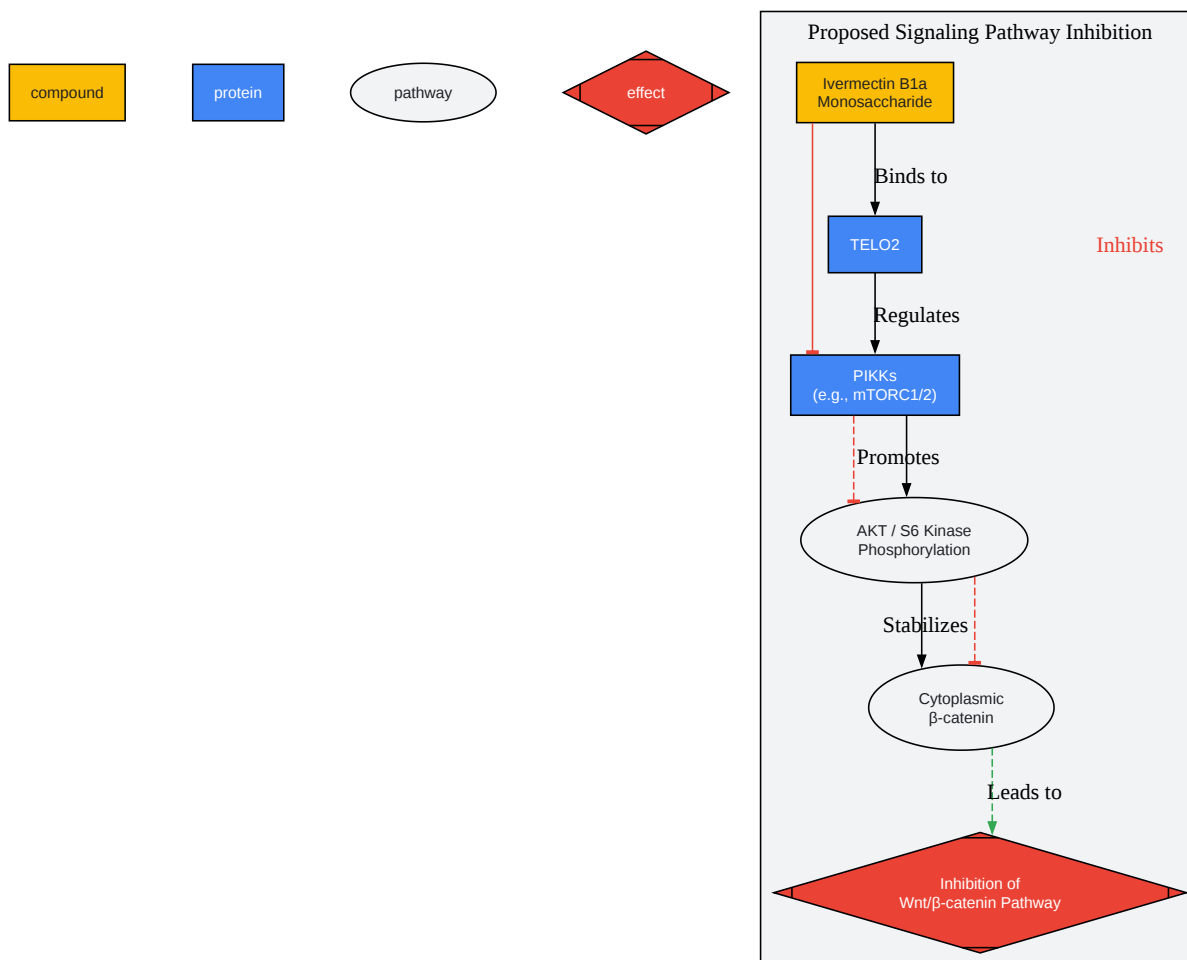 compound
protein
pathway
effect
Proposed Signaling Pathway Inhibition
Ivermectin B1a
Monosaccharide
Binds to
TELO2
Inhibits
Regulates
PIKKs
(e.g., mTORC1/2)
Promotes
AKT / S6 Kinase
Phosphorylation
Stabilizes
Cytoplasmic
β-catenin
Leads to
Inhibition of
Wnt/β-catenin Pathway